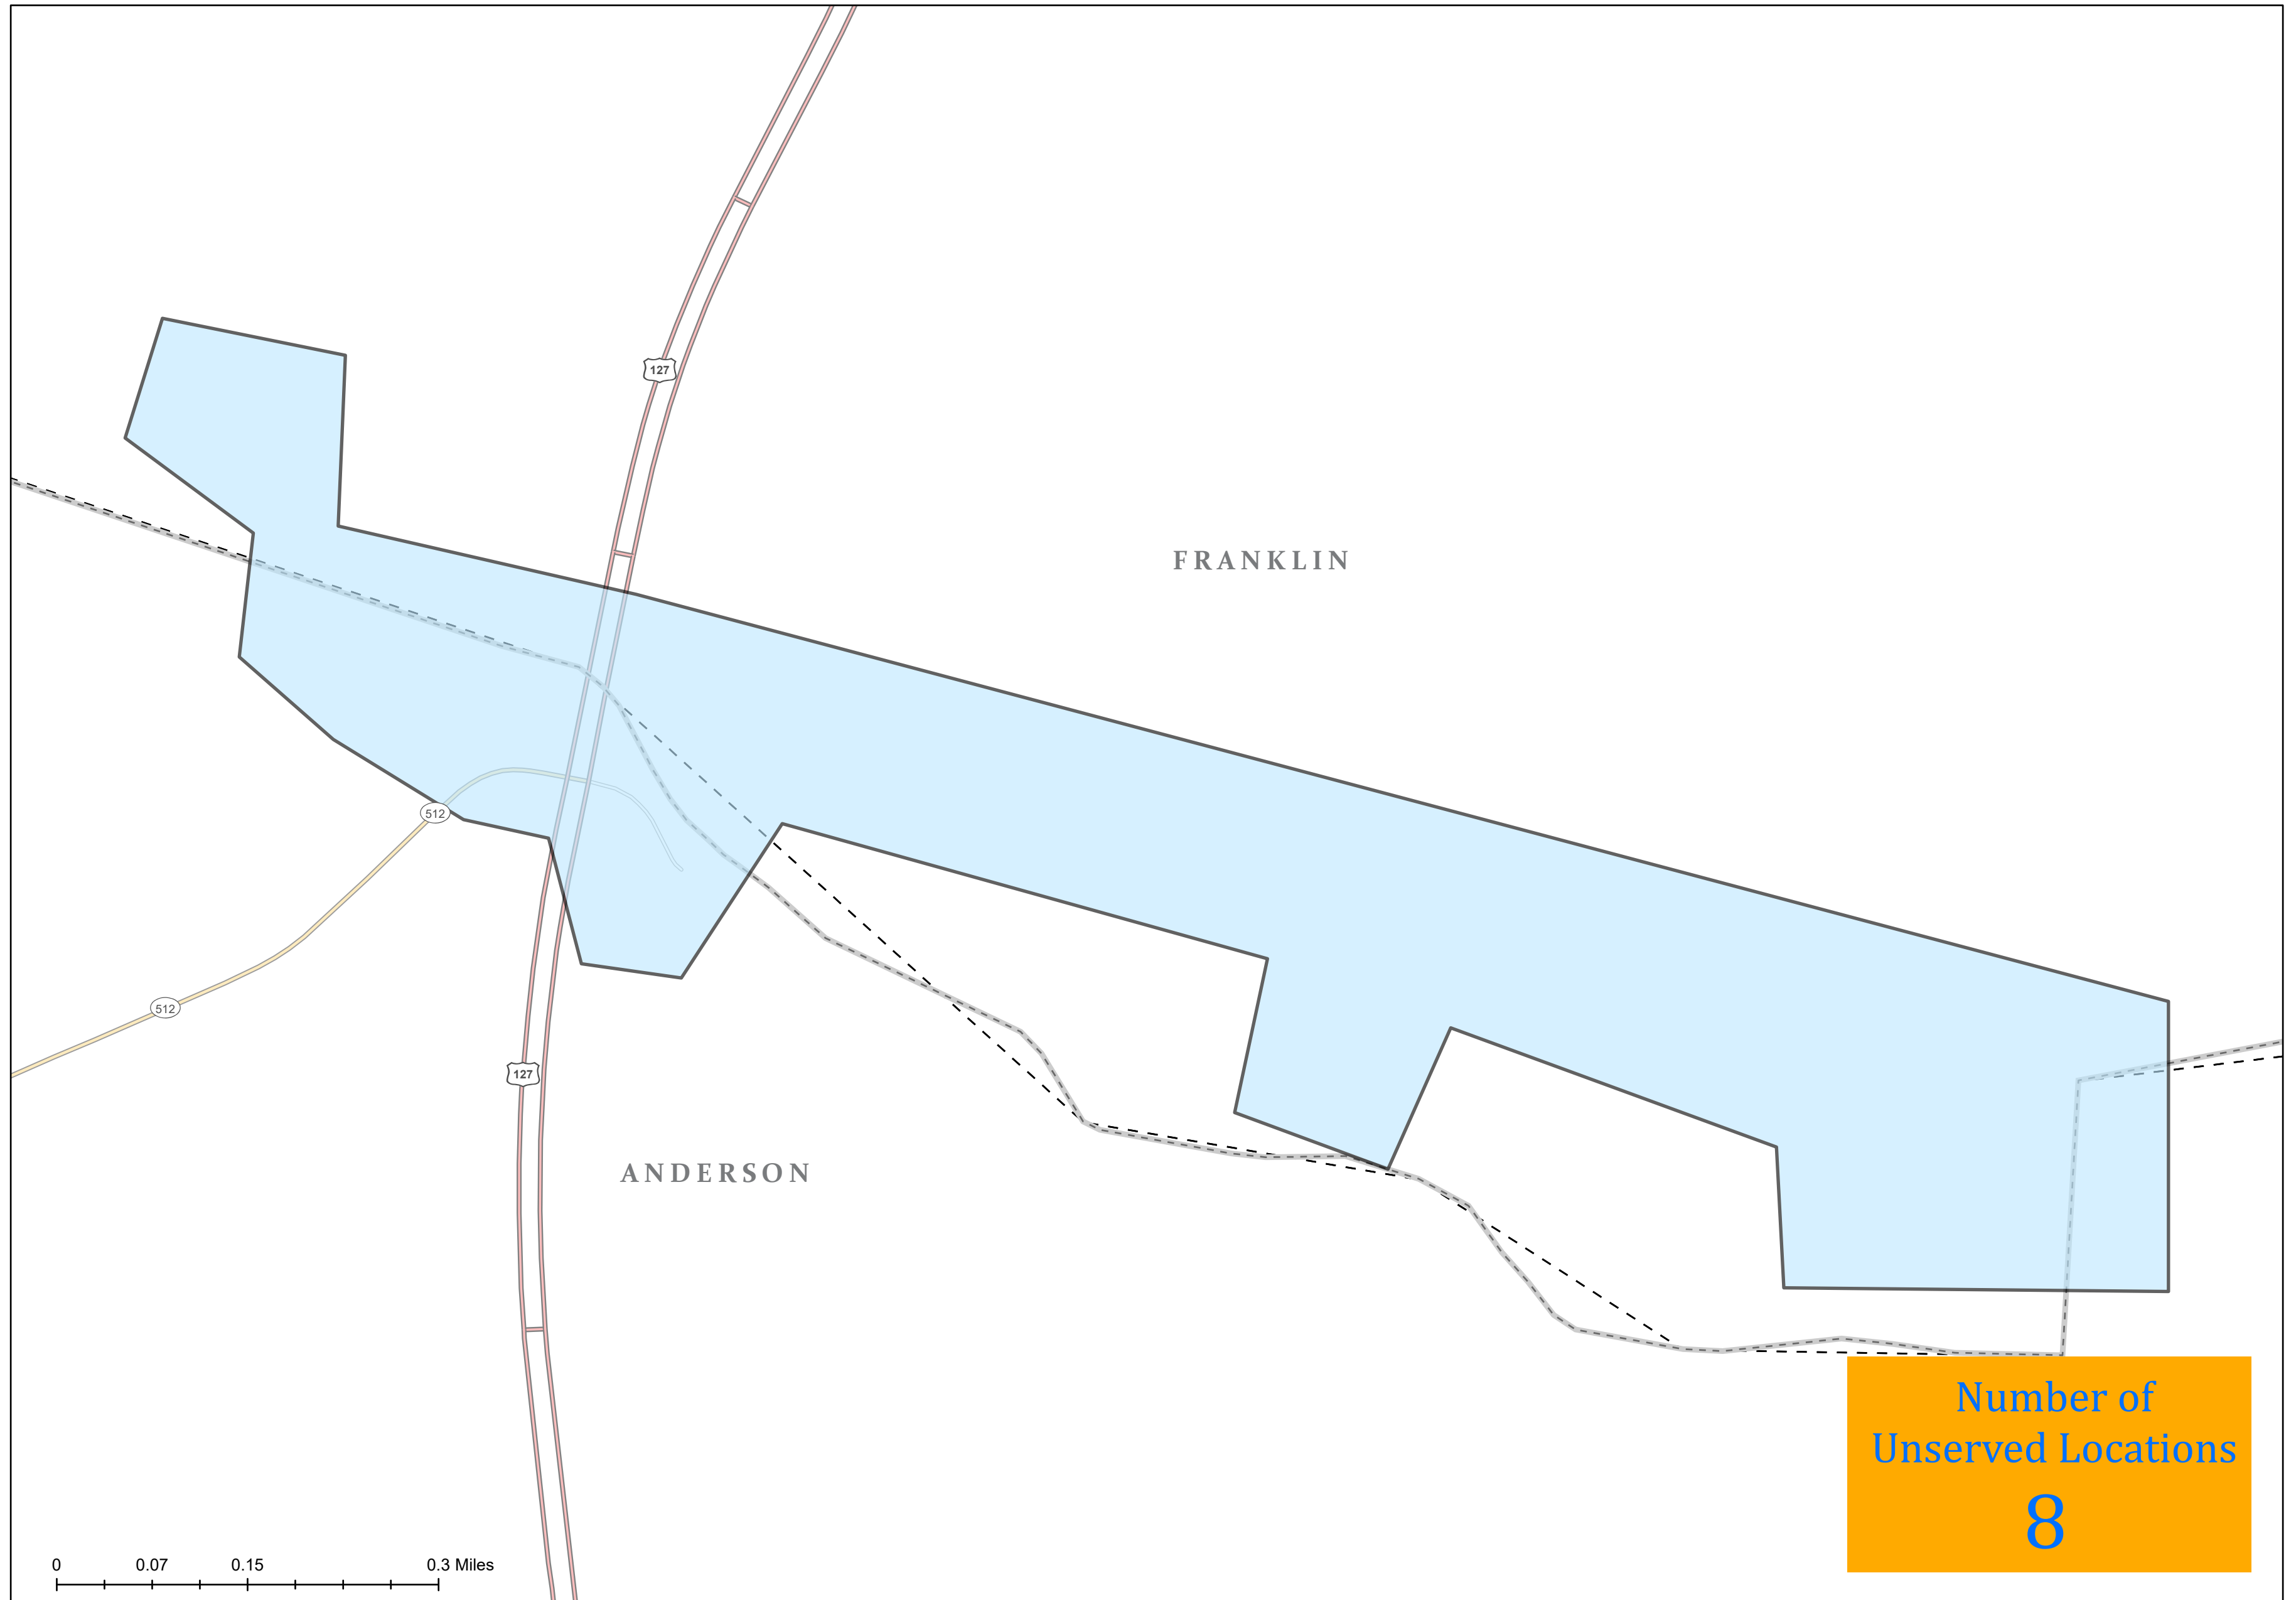 127
FRANKLIN
512
512
127
ANDERSON
Number of
Unserved Locations
8
0 0.07 0.15 0.3 Miles